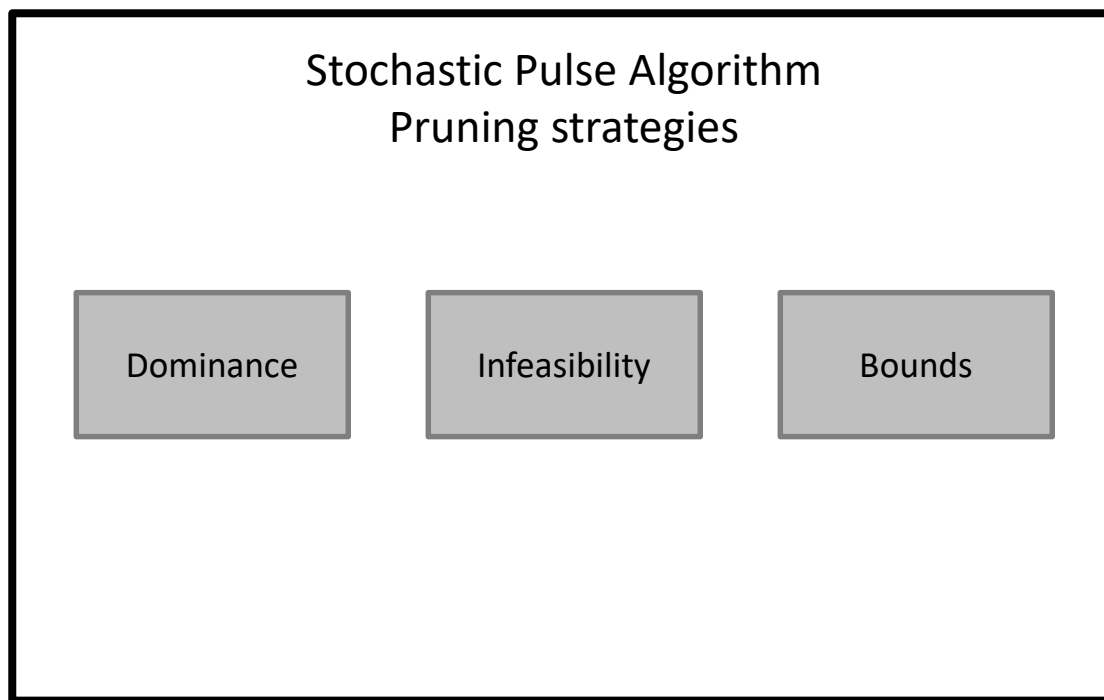 Stochastic Pulse Algorithm
Pruning strategies
Dominance
Infeasibility
Bounds